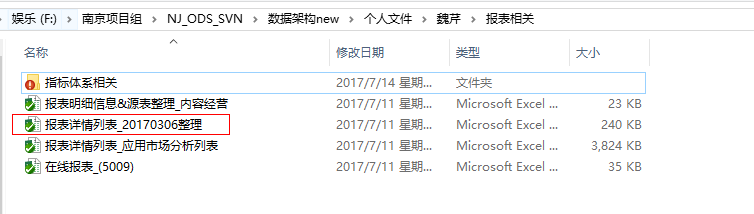 娱乐 (F:) > 南京项目组 > NJ_ODS_SVN > 数据架构new > 个人文件 > 魏芹 > 报表相关
名称 修改日期 类型 大小
指标体系相关 2017/7/14 星期... 文件夹
报表明细信息&源表整理_内容经营 2017/7/11 星期... Microsoft Excel ... 23 KB
报表详情列表_20170306整理 2017/7/11 星期... Microsoft Excel ... 240 KB
报表详情列表_应用市场分析列表 2017/7/11 星期... Microsoft Excel ... 3,824 KB
在线报表_(5009) 2017/7/11 星期... Microsoft Excel ... 35 KB